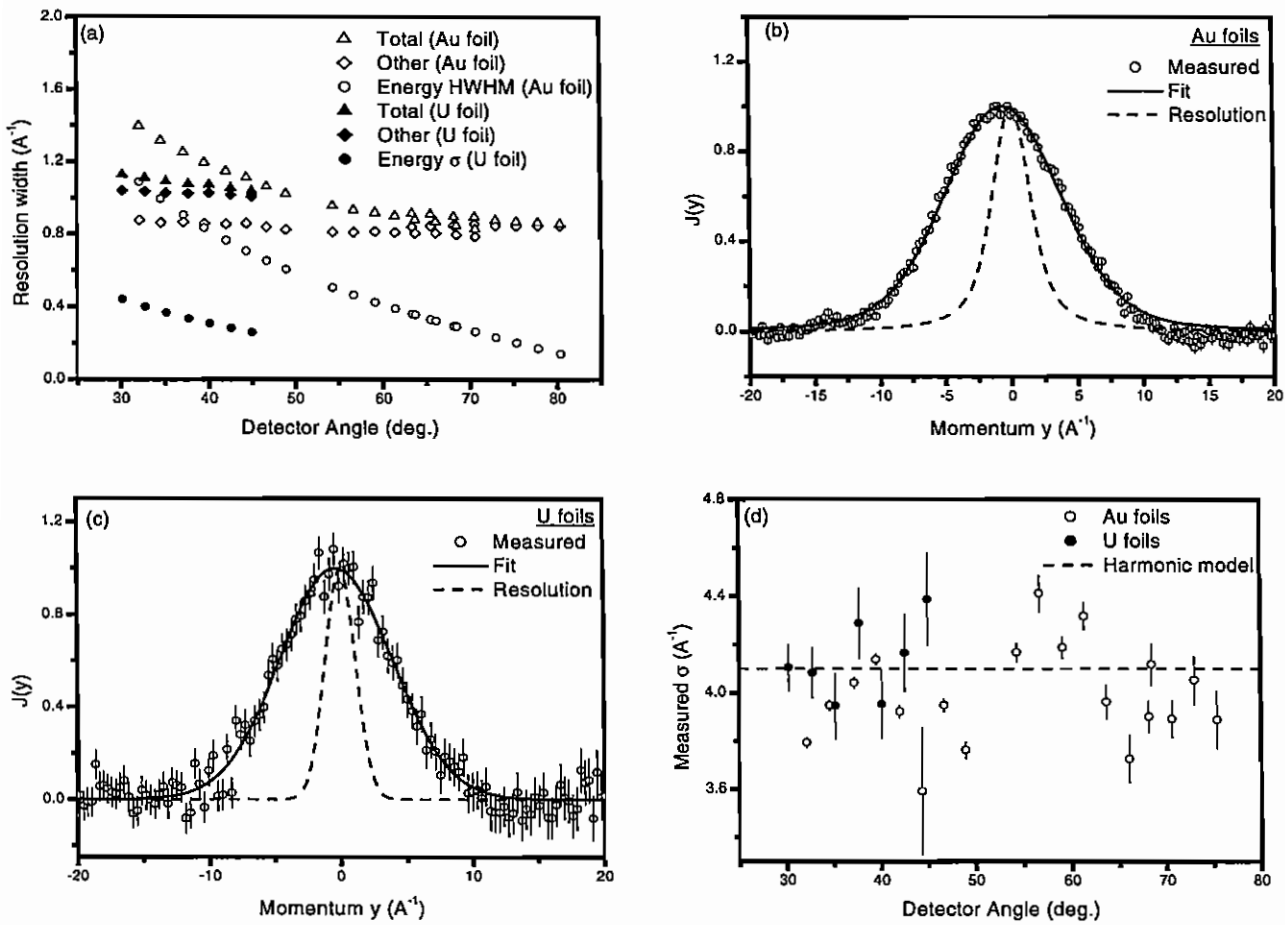 (a)
Total (Au foil)
Other (Au foil)
Energy HWHM (Au foil)
Total (U foil)
Other (U foil)
Energy σ (U foil)
2.0
1.6
1.2
0.8
0.4
0.0
Resolution width (A⁻¹)
30 40 50 60 70 80
Detector Angle (deg.)
(b)
Au foils
Measured
Fit
Resolution
1.2
0.8
0.4
0.0
J(y)
-20 -15 -10 -5 0 5 10 15 20
Momentum y (A⁻¹)
(c)
U foils
Measured
Fit
Resolution
1.2
0.8
0.4
0.0
J(y)
-20 -10 0 10 20
Momentum y (A⁻¹)
(d)
Au foils
U foils
Harmonic model
4.8
4.4
4.0
3.6
Measured σ (A⁻¹)
30 40 50 60 70 80
Detector Angle (deg.)